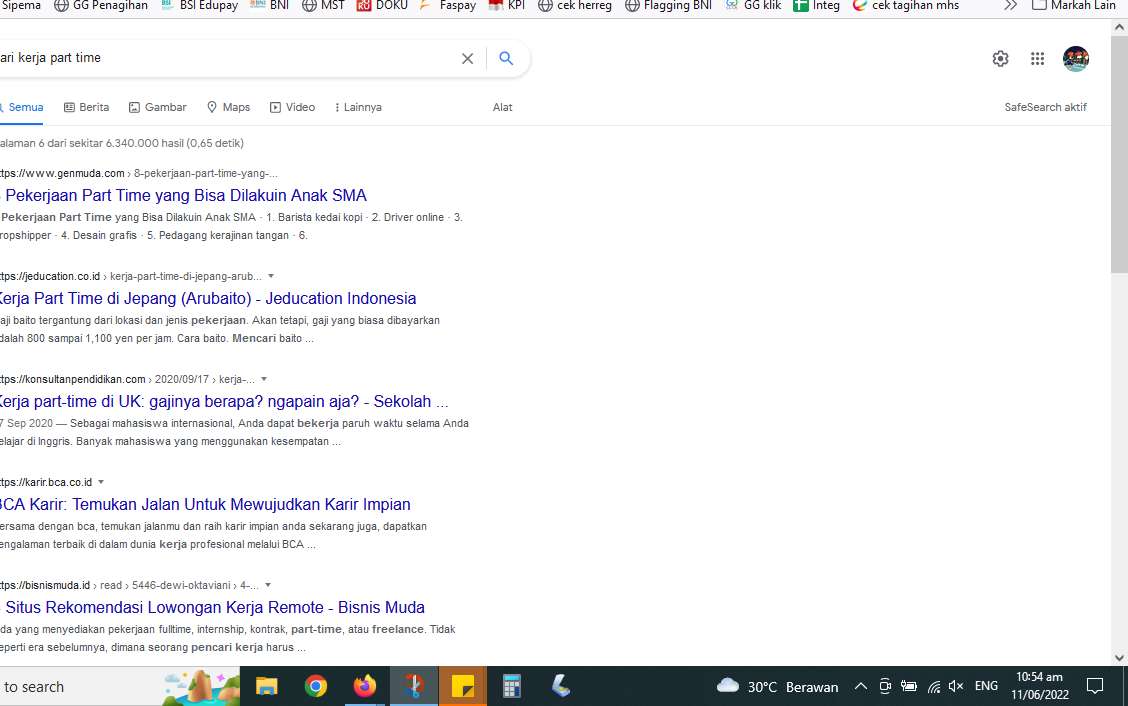 Sipema GG Penagihan BSI Edupay BNI MST DOKU Faspay KPI cek herreg Flagging BNI GG klik Integ cek tagihan mhs Markah Lain
ari kerja part time
Semua Berita Gambar Maps Video Lainnya Alat SafeSearch aktif
alaman 6 dari sekitar 6.340.000 hasil (0,65 detik)
ttps://www.genmuda.com › 8-pekerjaan-part-time-yang-...
Pekerjaan Part Time yang Bisa Dilakuin Anak SMA
Pekerjaan Part Time yang Bisa Dilakuin Anak SMA · 1. Barista kedai kopi · 2. Driver online · 3.
ropshipper · 4. Desain grafis · 5. Pedagang kerajinan tangan · 6.
ttps://jeducation.co.id › kerja-part-time-di-jepang-arub...
Kerja Part Time di Jepang (Arubaito) - Jeducation Indonesia
aji baito tergantung dari lokasi dan jenis pekerjaan. Akan tetapi, gaji yang biasa dibayarkan
dalah 800 sampai 1,100 yen per jam. Cara baito. Mencari baito ...
ttps://konsultanpendidikan.com › 2020/09/17 › kerja-...
Kerja part-time di UK: gajinya berapa? ngapain aja? - Sekolah ...
7 Sep 2020 — Sebagai mahasiswa internasional, Anda dapat bekerja paruh waktu selama Anda
elajar di Inggris. Banyak mahasiswa yang menggunakan kesempatan ...
ttps://karir.bca.co.id
BCA Karir: Temukan Jalan Untuk Mewujudkan Karir Impian
ersama dengan bca, temukan jalanmu dan raih karir impian anda sekarang juga, dapatkan
engalaman terbaik di dalam dunia kerja profesional melalui BCA ...
ttps://bisnismuda.id › read › 5446-dewi-oktaviani › 4-...
Situs Rekomendasi Lowongan Kerja Remote - Bisnis Muda
da yang menyediakan pekerjaan fulltime, internship, kontrak, part-time, atau freelance. Tidak
eperti era sebelumnya, dimana seorang pencari kerja harus ...
to search 30°C Berawan ENG 10:54 am
11/06/2022